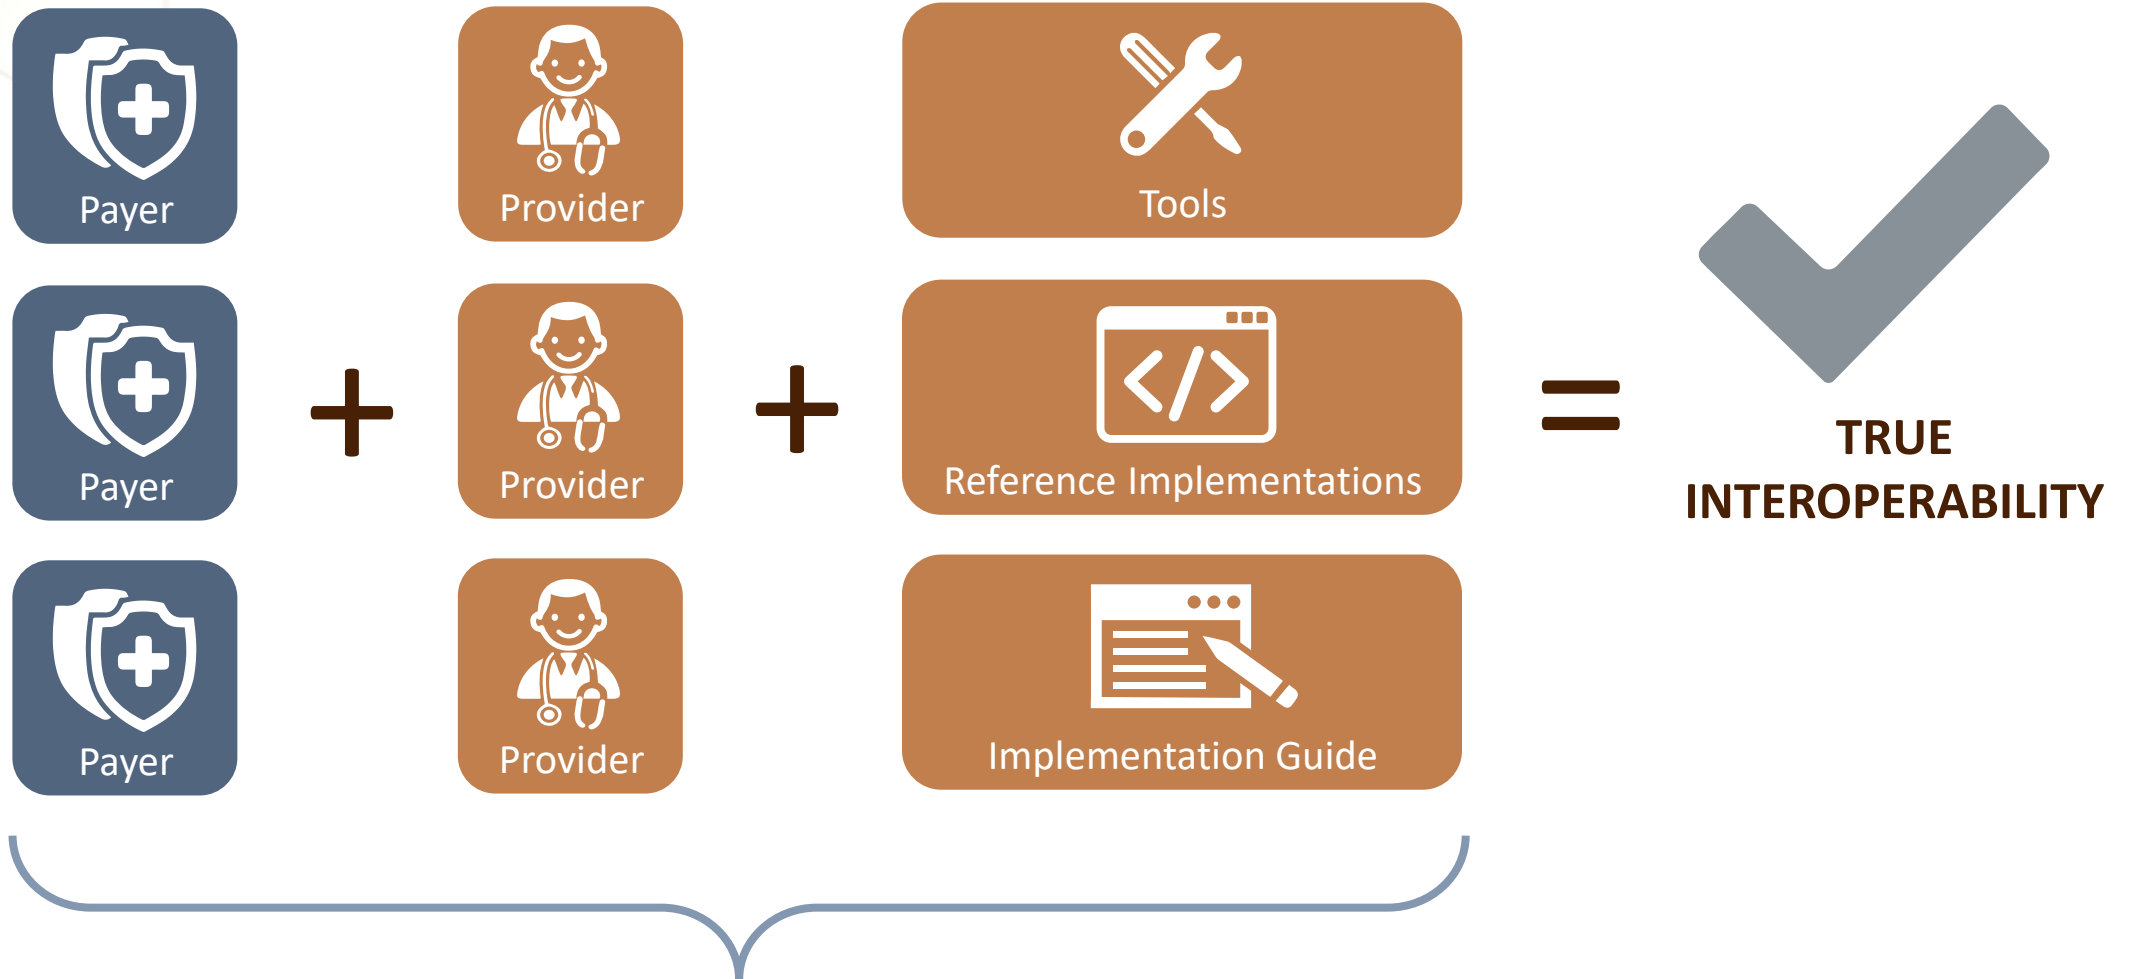 Payer
Provider
Tools
Payer
+
Provider
+
Reference Implementations
=
TRUE
INTEROPERABILITY
Payer
Provider
Implementation Guide